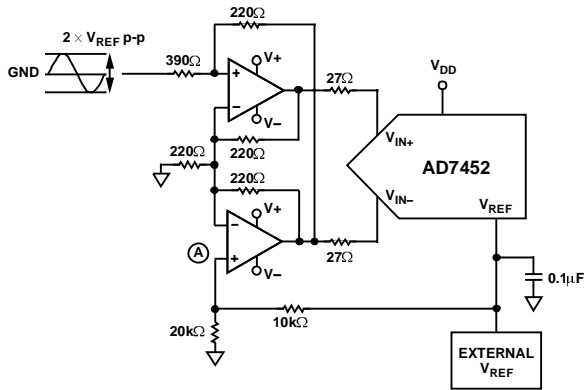 2 × VREF p-p
GND
390Ω
220Ω
V+
V–
27Ω
220Ω
220Ω
220Ω
V+
V–
27Ω
A
20kΩ
10kΩ
VDD
VIN+
AD7452
VIN–
VREF
0.1µF
EXTERNAL
VREF